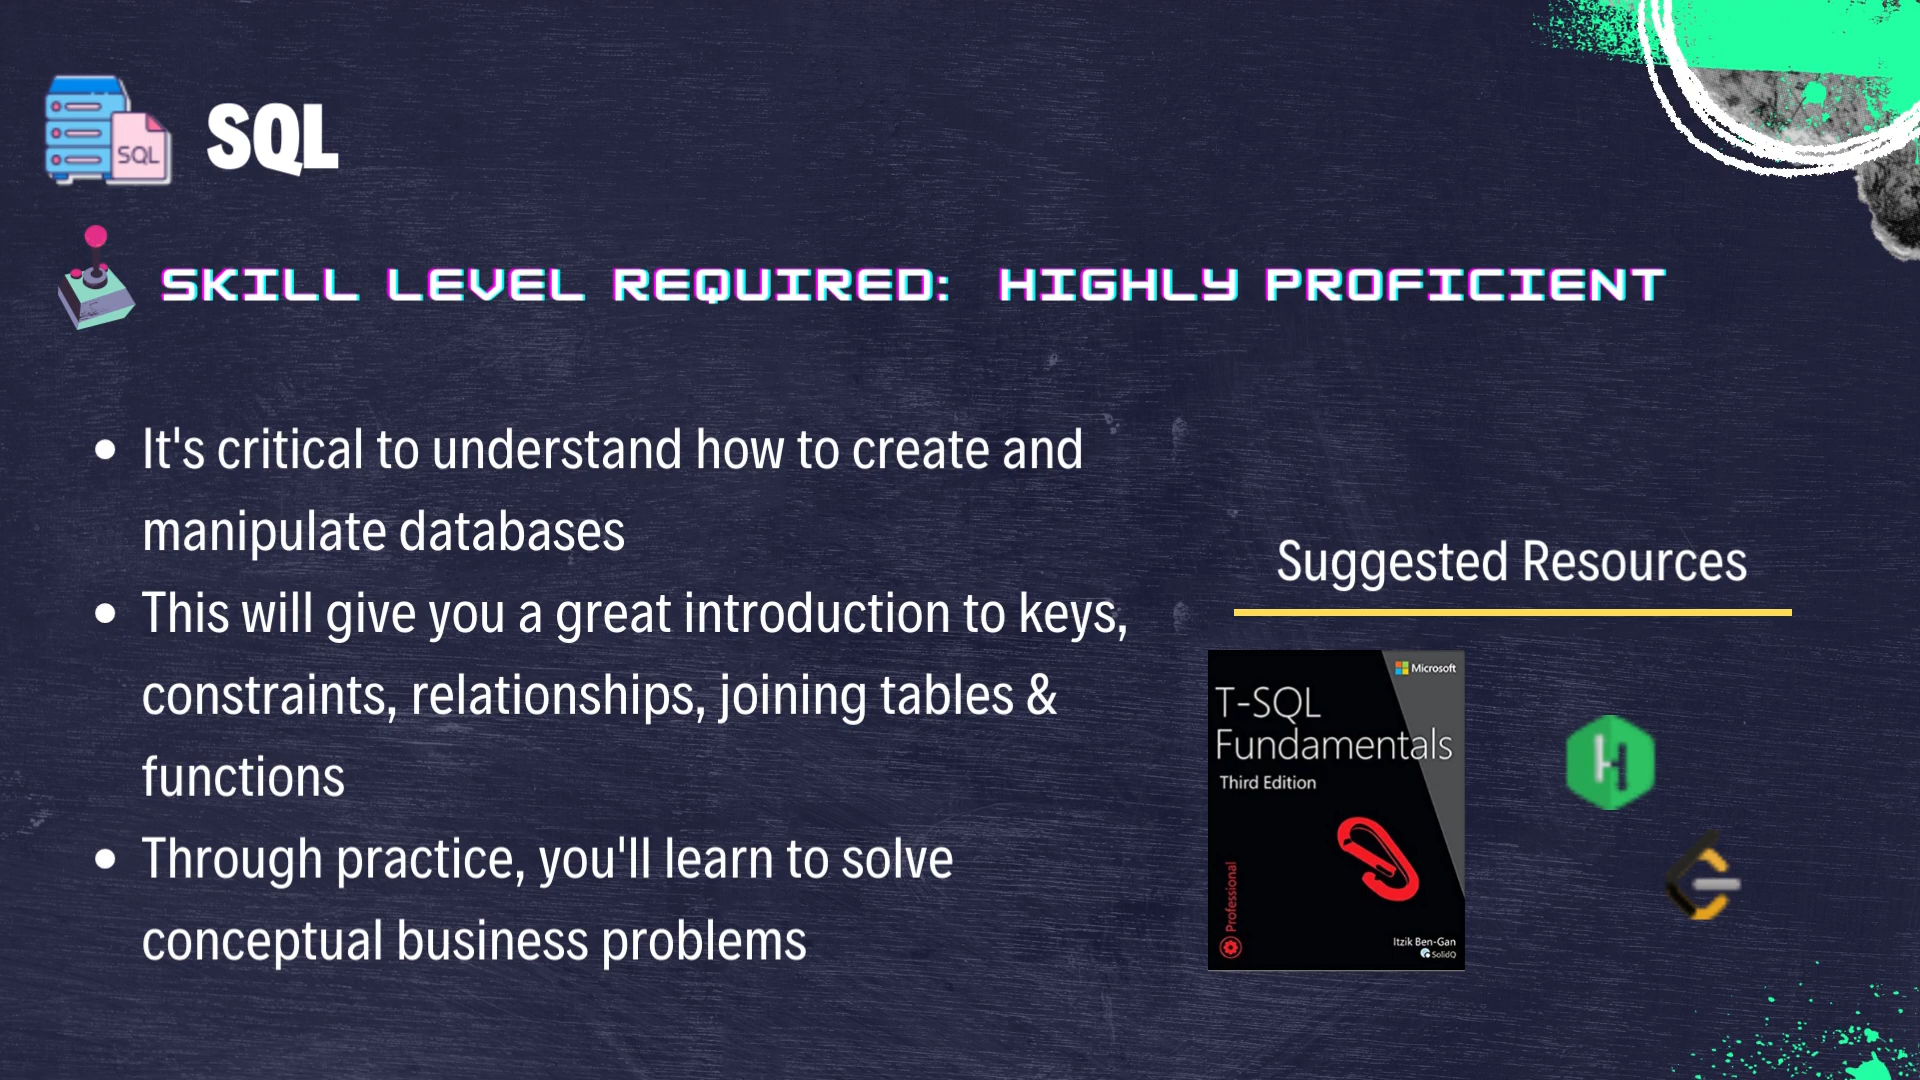 SQL
SQL
SKILL LEVEL REQUIRED: HIGHLY PROFICIENT
• It's critical to understand how to create and
manipulate databases
• This will give you a great introduction to keys,
constraints, relationships, joining tables &
functions
• Through practice, you'll learn to solve
conceptual business problems
Suggested Resources
Microsoft
T-SQL
Fundamentals
Third Edition
Professional
Itzik Ben-Gan
SolidQ
H